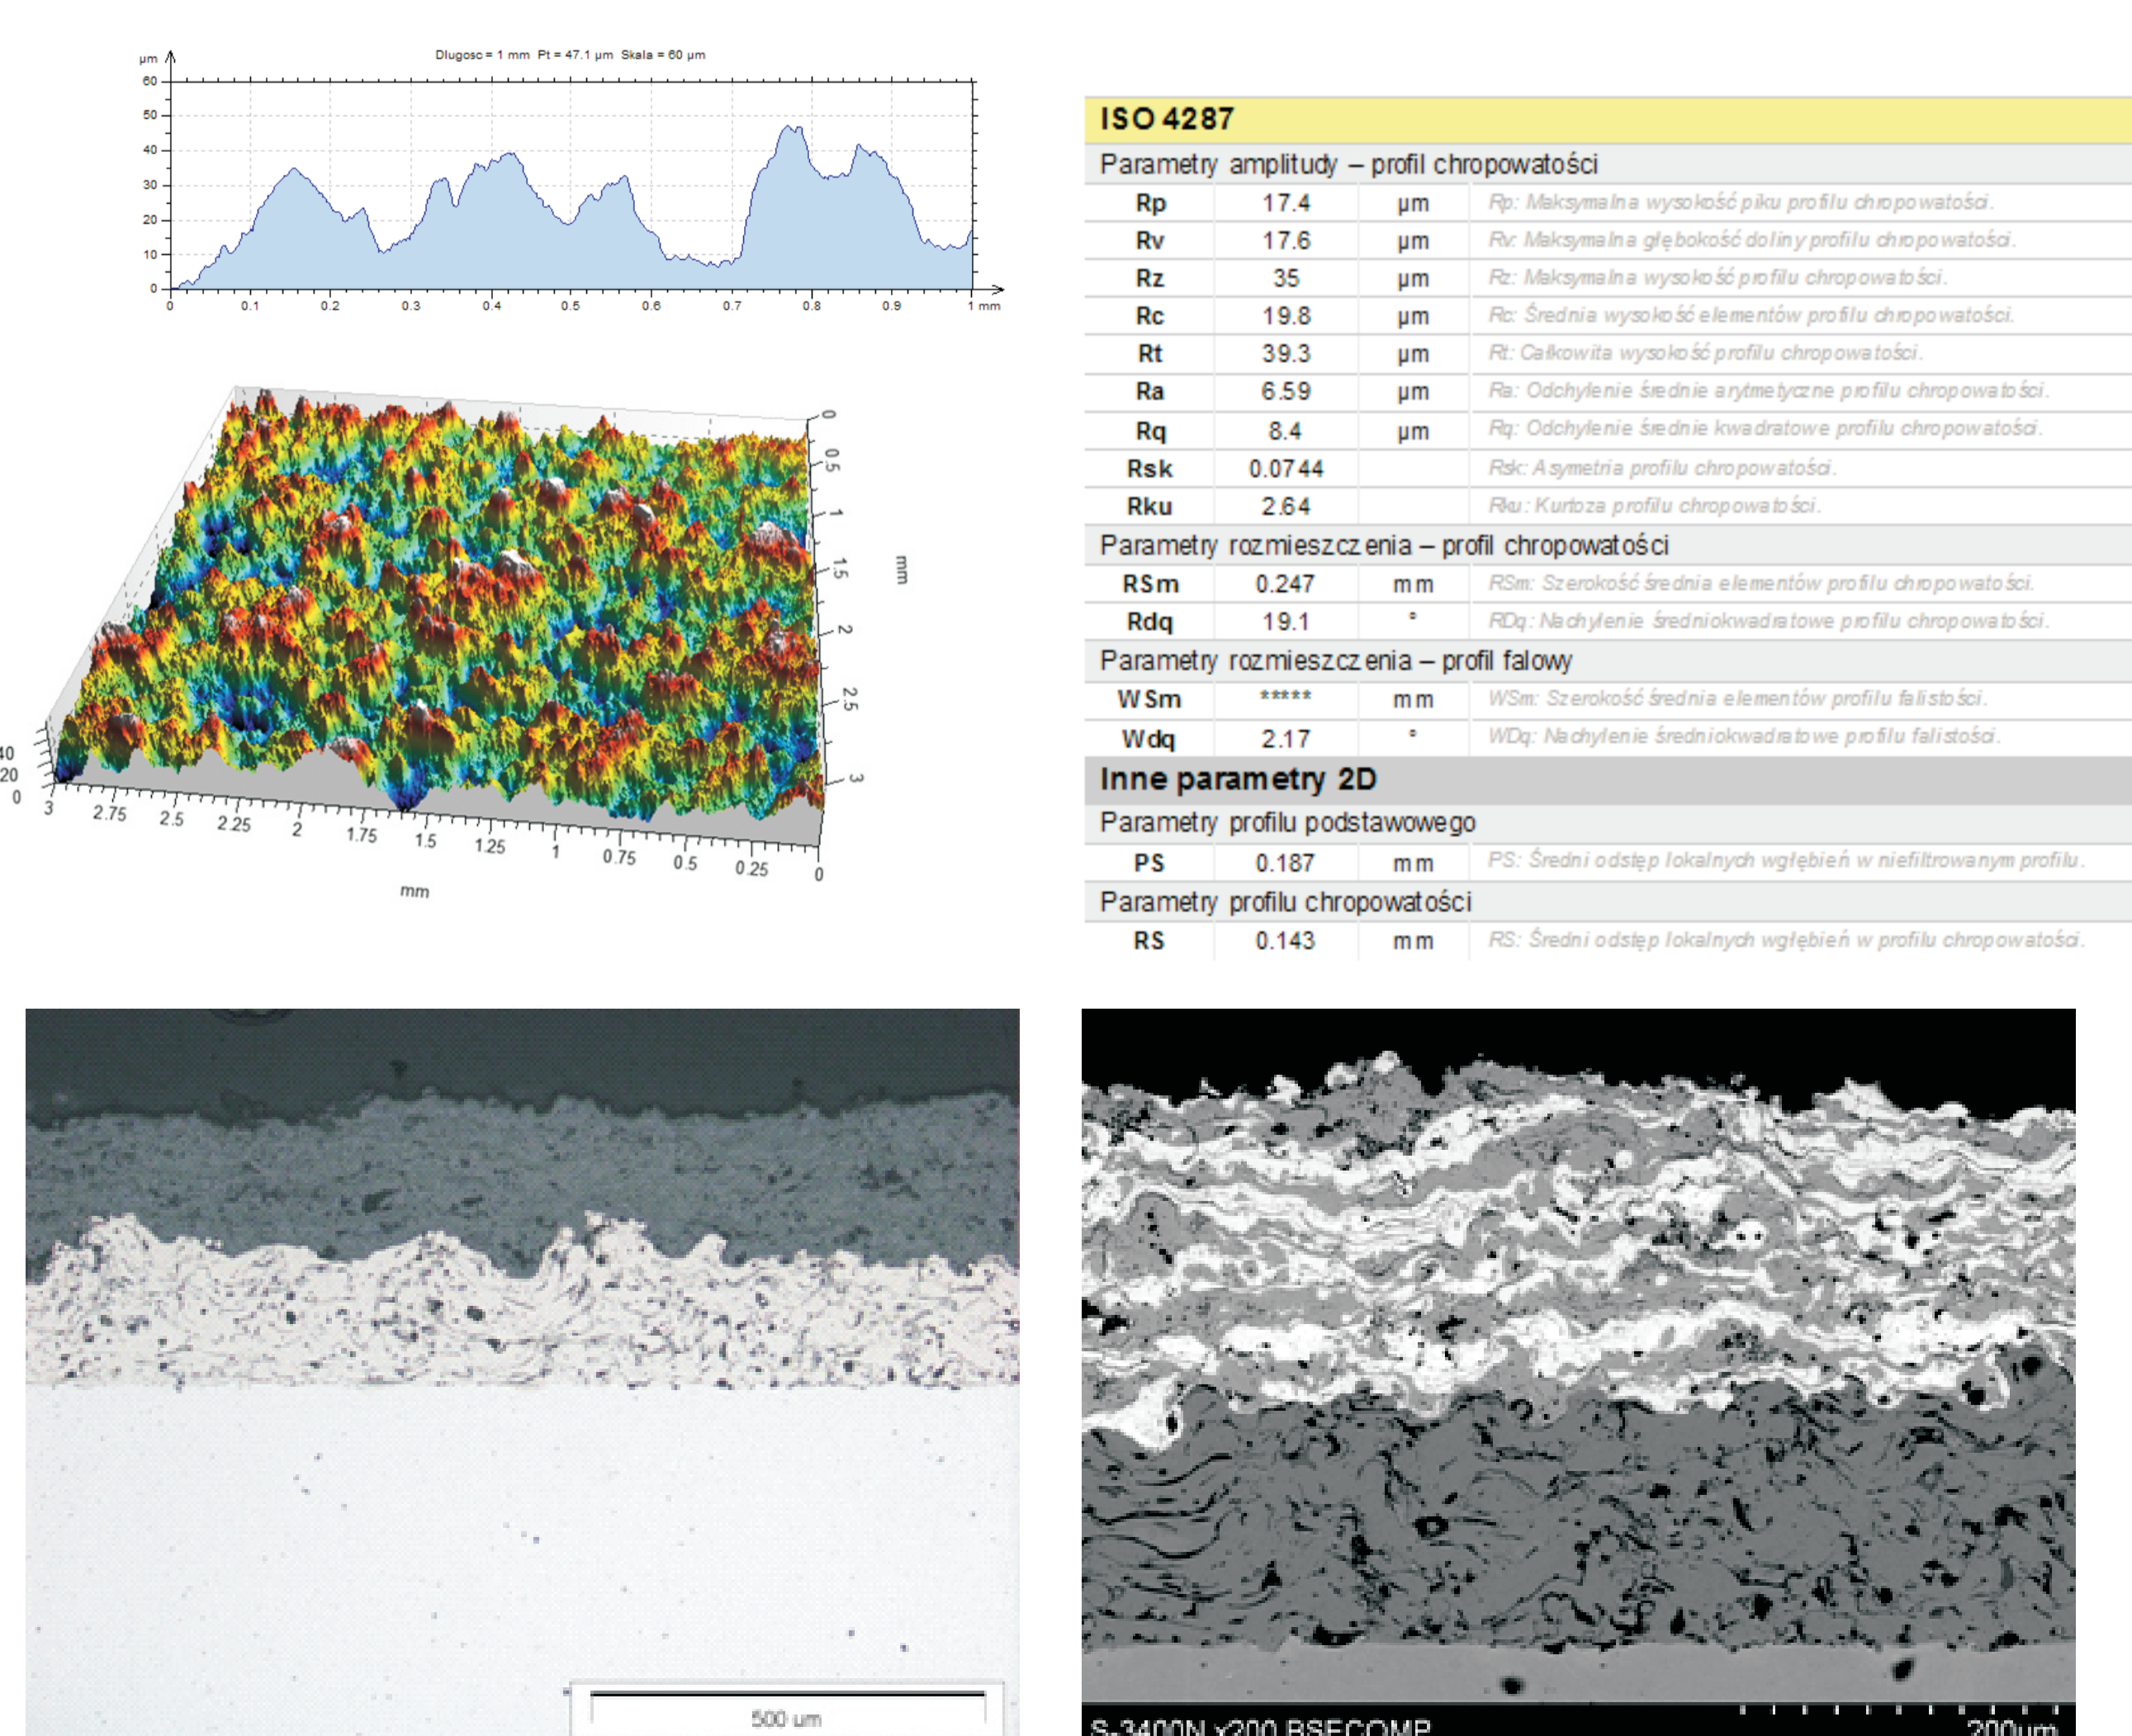 Dlugosc = 1 mm Pt = 47.1 µm Skala = 60 µm
µm
60
50
40
30
20
10
0
0 0.1 0.2 0.3 0.4 0.5 0.6 0.7 0.8 0.9 1 mm
0
0.5
1
1.5
mm
2
2.5
3
40
20
0
3 2.75 2.5 2.25 2 1.75 1.5 1.25 1 0.75 0.5 0.25 0
mm
ISO 4287
Parametry amplitudy – profil chropowatości
Rp 17.4 µm Rp: Maksymalna wysokość piku profilu chropowatości.
Rv 17.6 µm Rv: Maksymalna głębokość doliny profilu chropowatości.
Rz 35 µm Rz: Maksymalna wysokość profilu chropowatości.
Rc 19.8 µm Rc: Średnia wysokość elementów profilu chropowatości.
Rt 39.3 µm Rt: Całkowita wysokość profilu chropowatości.
Ra 6.59 µm Ra: Odchylenie średnie arytmetyczne profilu chropowatości.
Rq 8.4 µm Rq: Odchylenie średnie kwadratowe profilu chropowatości.
Rsk 0.0744 Rsk: Asymetria profilu chropowatości.
Rku 2.64 Rku: Kurtoza profilu chropowatości.
Parametry rozmieszczenia – profil chropowatości
RSm 0.247 mm RSm: Szerokość średnia elementów profilu chropowatości.
Rdq 19.1 ° RDq: Nachylenie średniokwadratowe profilu chropowatości.
Parametry rozmieszczenia – profil falowy
WSm ***** mm WSm: Szerokość średnia elementów profilu falistości.
Wdq 2.17 ° WDq: Nachylenie średniokwadratowe profilu falistości.
Inne parametry 2D
Parametry profilu podstawowego
PS 0.187 mm PS: Średni odstęp lokalnych wgłębień w niefiltrowanym profilu.
Parametry profilu chropowatości
RS 0.143 mm RS: Średni odstęp lokalnych wgłębień w profilu chropowatości.
500 um
S-3400N x200 BSECOMP 200um